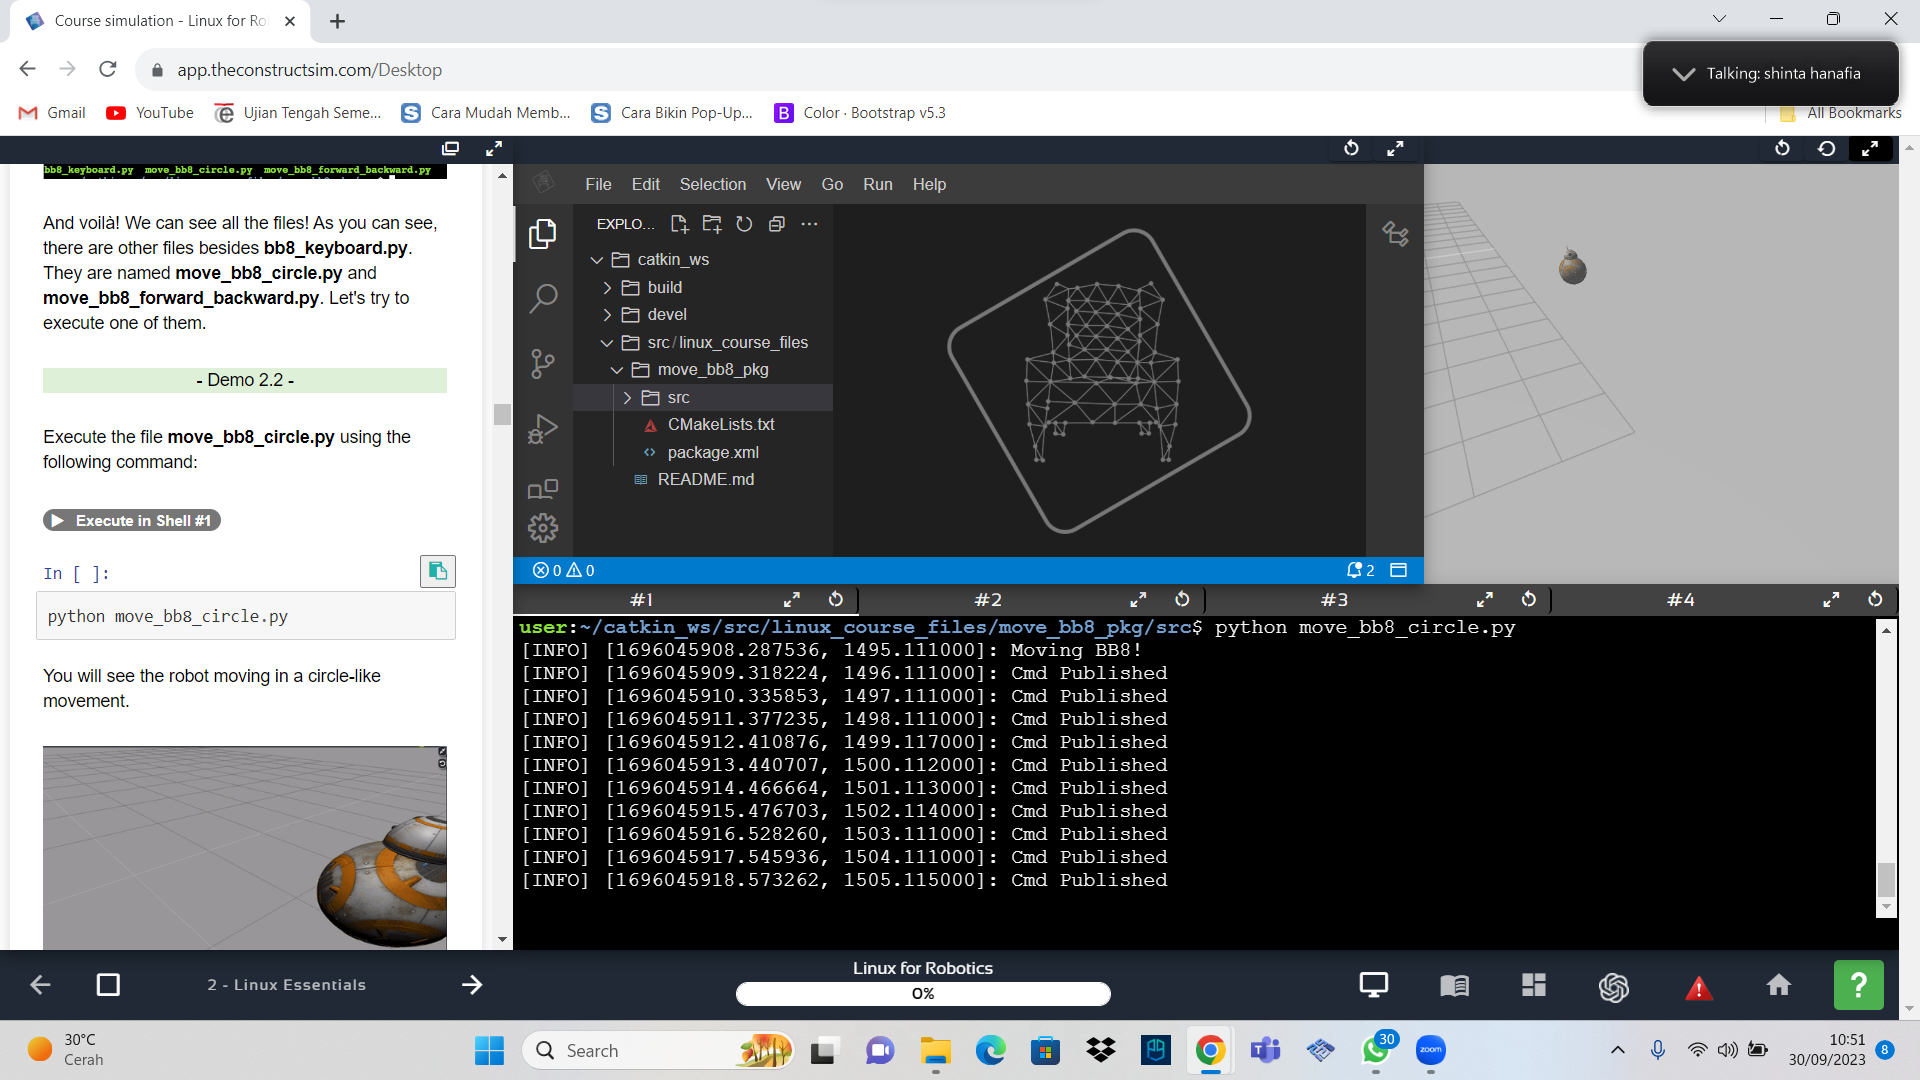 Course simulation - Linux for Ro
app.theconstructsim.com/Desktop
Talking: shinta hanafia
Gmail
YouTube
Ujian Tengah Seme...
Cara Mudah Memb...
Cara Bikin Pop-Up...
Color · Bootstrap v5.3
All Bookmarks
bb8_keyboard.py move_bb8_circle.py move_bb8_forward_backward.py
And voilà! We can see all the files! As you can see,
there are other files besides bb8_keyboard.py.
They are named move_bb8_circle.py and
move_bb8_forward_backward.py. Let's try to
execute one of them.
- Demo 2.2 -
Execute the file move_bb8_circle.py using the
following command:
Execute in Shell #1
In [ ]:
python move_bb8_circle.py
You will see the robot moving in a circle-like
movement.
File Edit Selection View Go Run Help
EXPLO...
catkin_ws
build
devel
src/linux_course_files
move_bb8_pkg
src
CMakeLists.txt
package.xml
README.md
0 0
2
#1
#2
#3
#4
user:~/catkin_ws/src/linux_course_files/move_bb8_pkg/src$ python move_bb8_circle.py
[INFO] [1696045908.287536, 1495.111000]: Moving BB8!
[INFO] [1696045909.318224, 1496.111000]: Cmd Published
[INFO] [1696045910.335853, 1497.111000]: Cmd Published
[INFO] [1696045911.377235, 1498.111000]: Cmd Published
[INFO] [1696045912.410876, 1499.117000]: Cmd Published
[INFO] [1696045913.440707, 1500.112000]: Cmd Published
[INFO] [1696045914.466664, 1501.113000]: Cmd Published
[INFO] [1696045915.476703, 1502.114000]: Cmd Published
[INFO] [1696045916.528260, 1503.111000]: Cmd Published
[INFO] [1696045917.545936, 1504.111000]: Cmd Published
[INFO] [1696045918.573262, 1505.115000]: Cmd Published
2 - Linux Essentials
Linux for Robotics
0%
?
30°C
Cerah
Search
30
zoom
10:51
30/09/2023
8